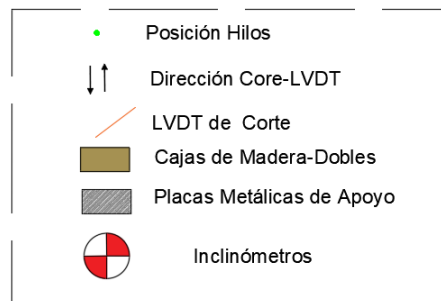 Posición Hilos
Dirección Core-LVDT
LVDT de Corte
Cajas de Madera-Dobles
Placas Metálicas de Apoyo
Inclinómetros